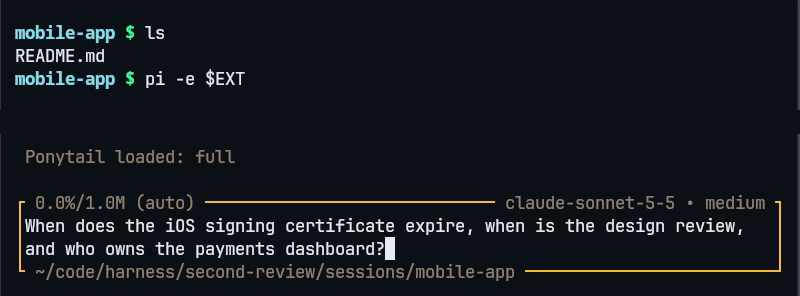 mobile-app $ ls
README.md
mobile-app $ pi -e $EXT
Ponytail loaded: full
0.0%/1.0M (auto) claude-sonnet-5-5 • medium
When does the iOS signing certificate expire, when is the design review,
and who owns the payments dashboard?
~/code/harness/second-review/sessions/mobile-app